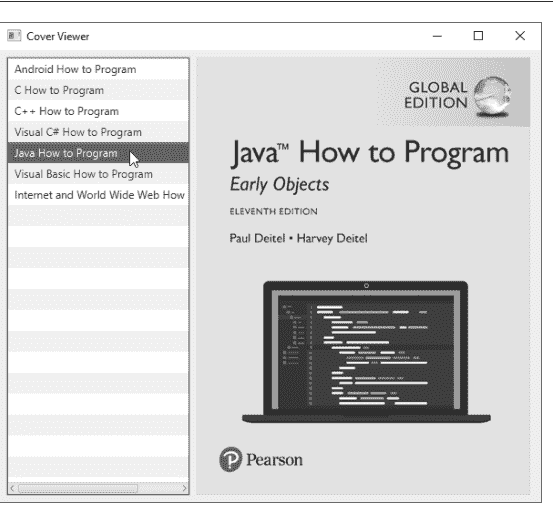 Cover Viewer
Android How to Program
C How to Program
C++ How to Program
Visual C# How to Program
Java How to Program
Visual Basic How to Program
Internet and World Wide Web How
GLOBAL
EDITION
Java™ How to Program
Early Objects
ELEVENTH EDITION
Paul Deitel • Harvey Deitel
Pearson